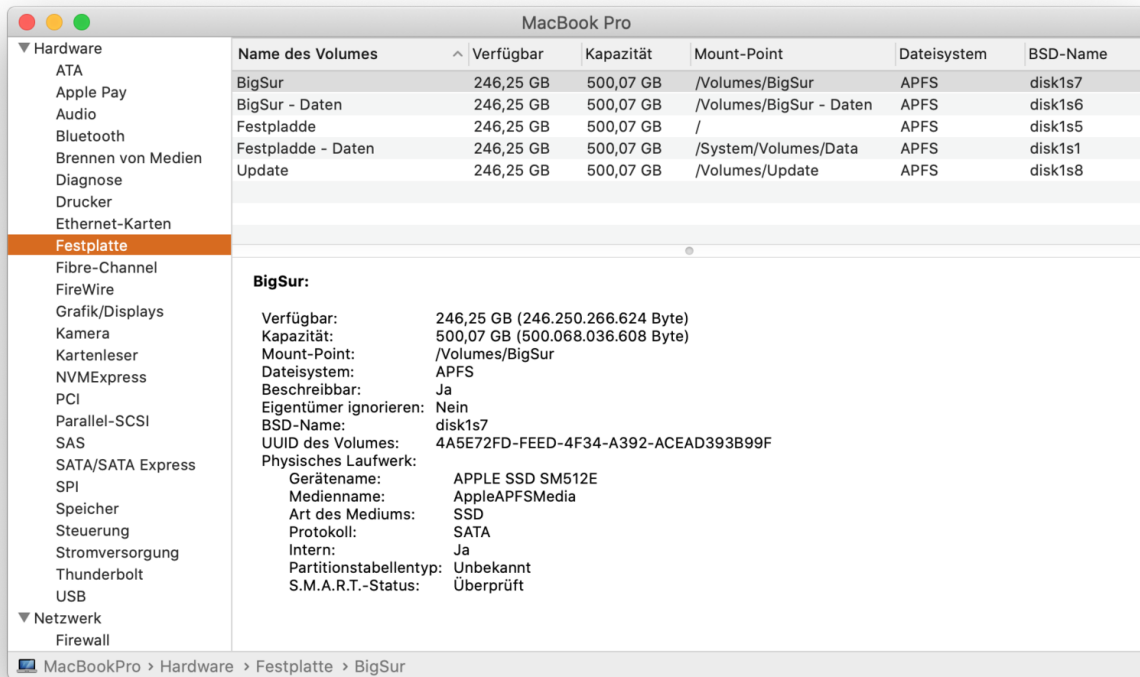 MacBook Pro
Hardware
ATA
Apple Pay
Audio
Bluetooth
Brennen von Medien
Diagnose
Drucker
Ethernet-Karten
Festplatte
Fibre-Channel
FireWire
Grafik/Displays
Kamera
Kartenleser
NVMExpress
PCI
Parallel-SCSI
SAS
SATA/SATA Express
SPI
Speicher
Steuerung
Stromversorgung
Thunderbolt
USB
Netzwerk
Firewall
Name des Volumes Verfügbar Kapazität Mount-Point Dateisystem BSD-Name
BigSur 246,25 GB 500,07 GB /Volumes/BigSur APFS disk1s7
BigSur - Daten 246,25 GB 500,07 GB /Volumes/BigSur - Daten APFS disk1s6
Festpladde 246,25 GB 500,07 GB / APFS disk1s5
Festpladde - Daten 246,25 GB 500,07 GB /System/Volumes/Data APFS disk1s1
Update 246,25 GB 500,07 GB /Volumes/Update APFS disk1s8
BigSur:
Verfügbar: 246,25 GB (246.250.266.624 Byte)
Kapazität: 500,07 GB (500.068.036.608 Byte)
Mount-Point: /Volumes/BigSur
Dateisystem: APFS
Beschreibbar: Ja
Eigentümer ignorieren: Nein
BSD-Name: disk1s7
UUID des Volumes: 4A5E72FD-FEED-4F34-A392-ACEAD393B99F
Physisches Laufwerk:
Gerätename: APPLE SSD SM512E
Medienname: AppleAPFSMedia
Art des Mediums: SSD
Protokoll: SATA
Intern: Ja
Partitionstabellentyp: Unbekannt
S.M.A.R.T.-Status: Überprüft
MacBookPro › Hardware › Festplatte › BigSur